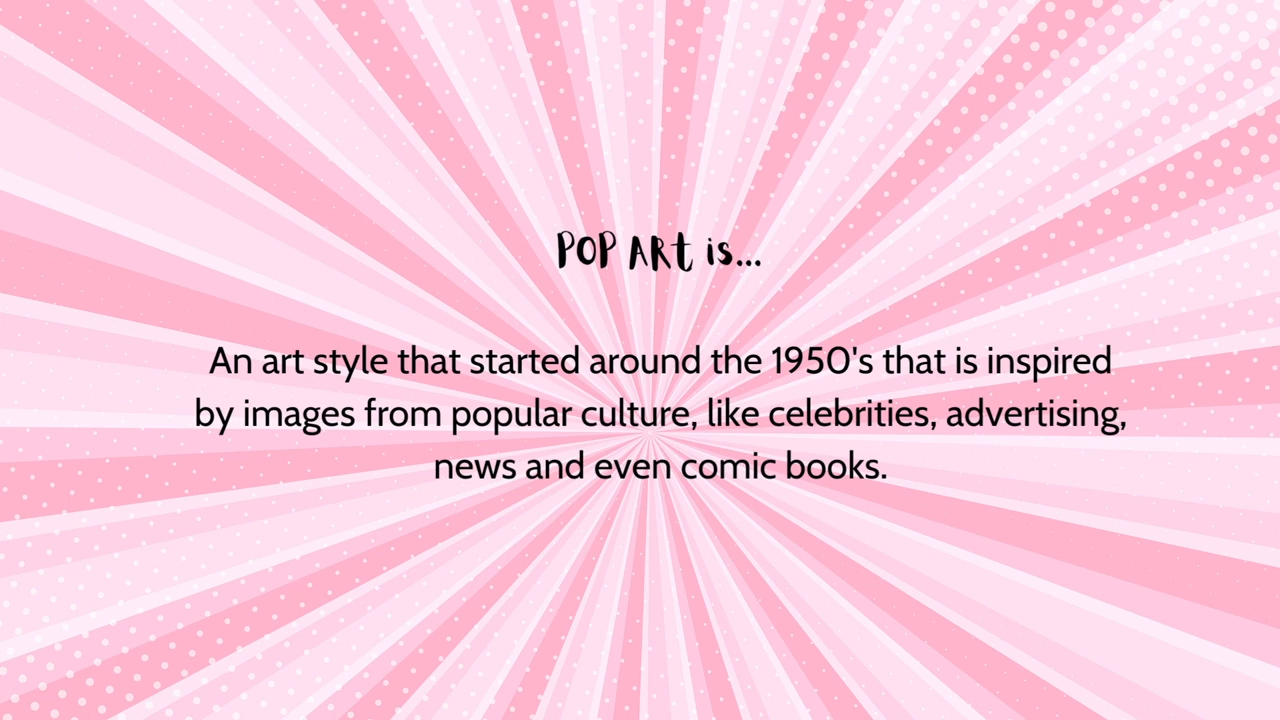 POP ARt is...
An art style that started around the 1950's that is inspired
by images from popular culture, like celebrities, advertising,
news and even comic books.